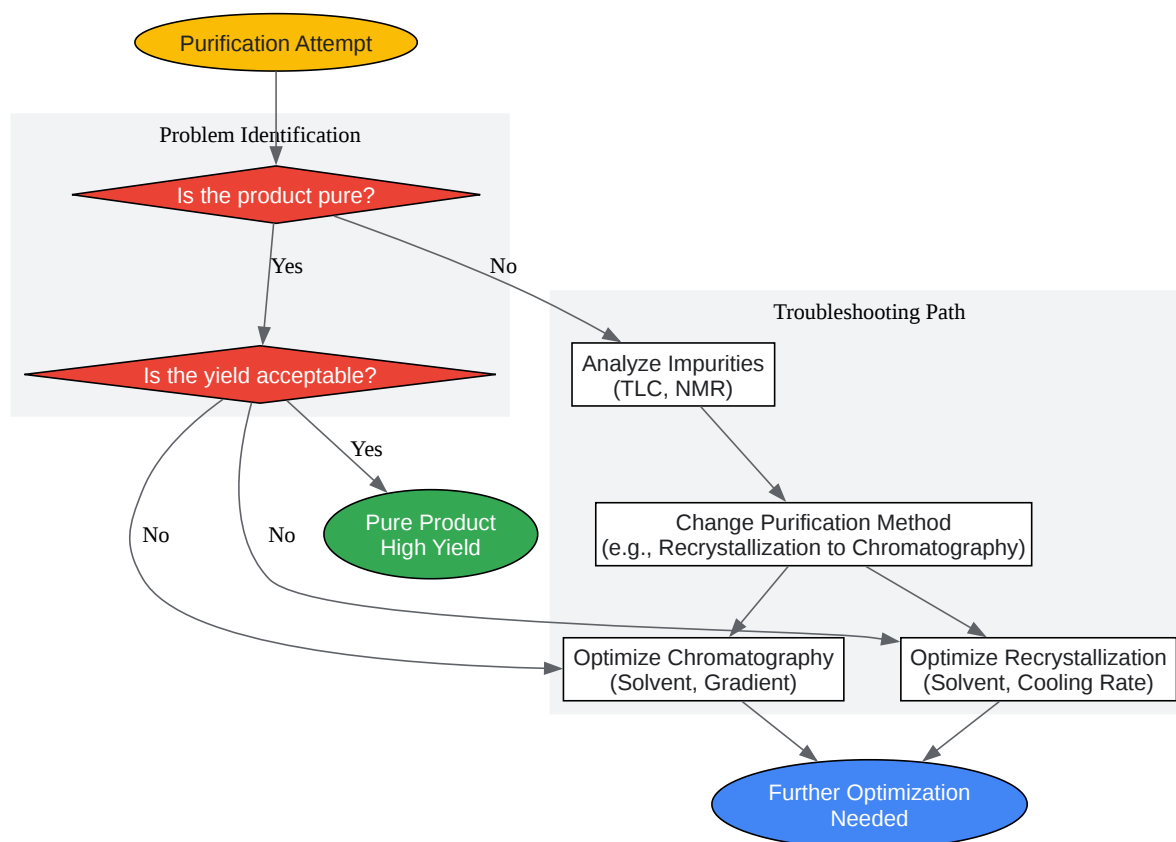 Purification Attempt
Problem Identification
Is the product pure?
Yes
No
Troubleshooting Path
Analyze Impurities
(TLC, NMR)
Is the yield acceptable?
Yes
No
No
Pure Product
High Yield
Change Purification Method
(e.g., Recrystallization to Chromatography)
Optimize Chromatography
(Solvent, Gradient)
Optimize Recrystallization
(Solvent, Cooling Rate)
Further Optimization
Needed